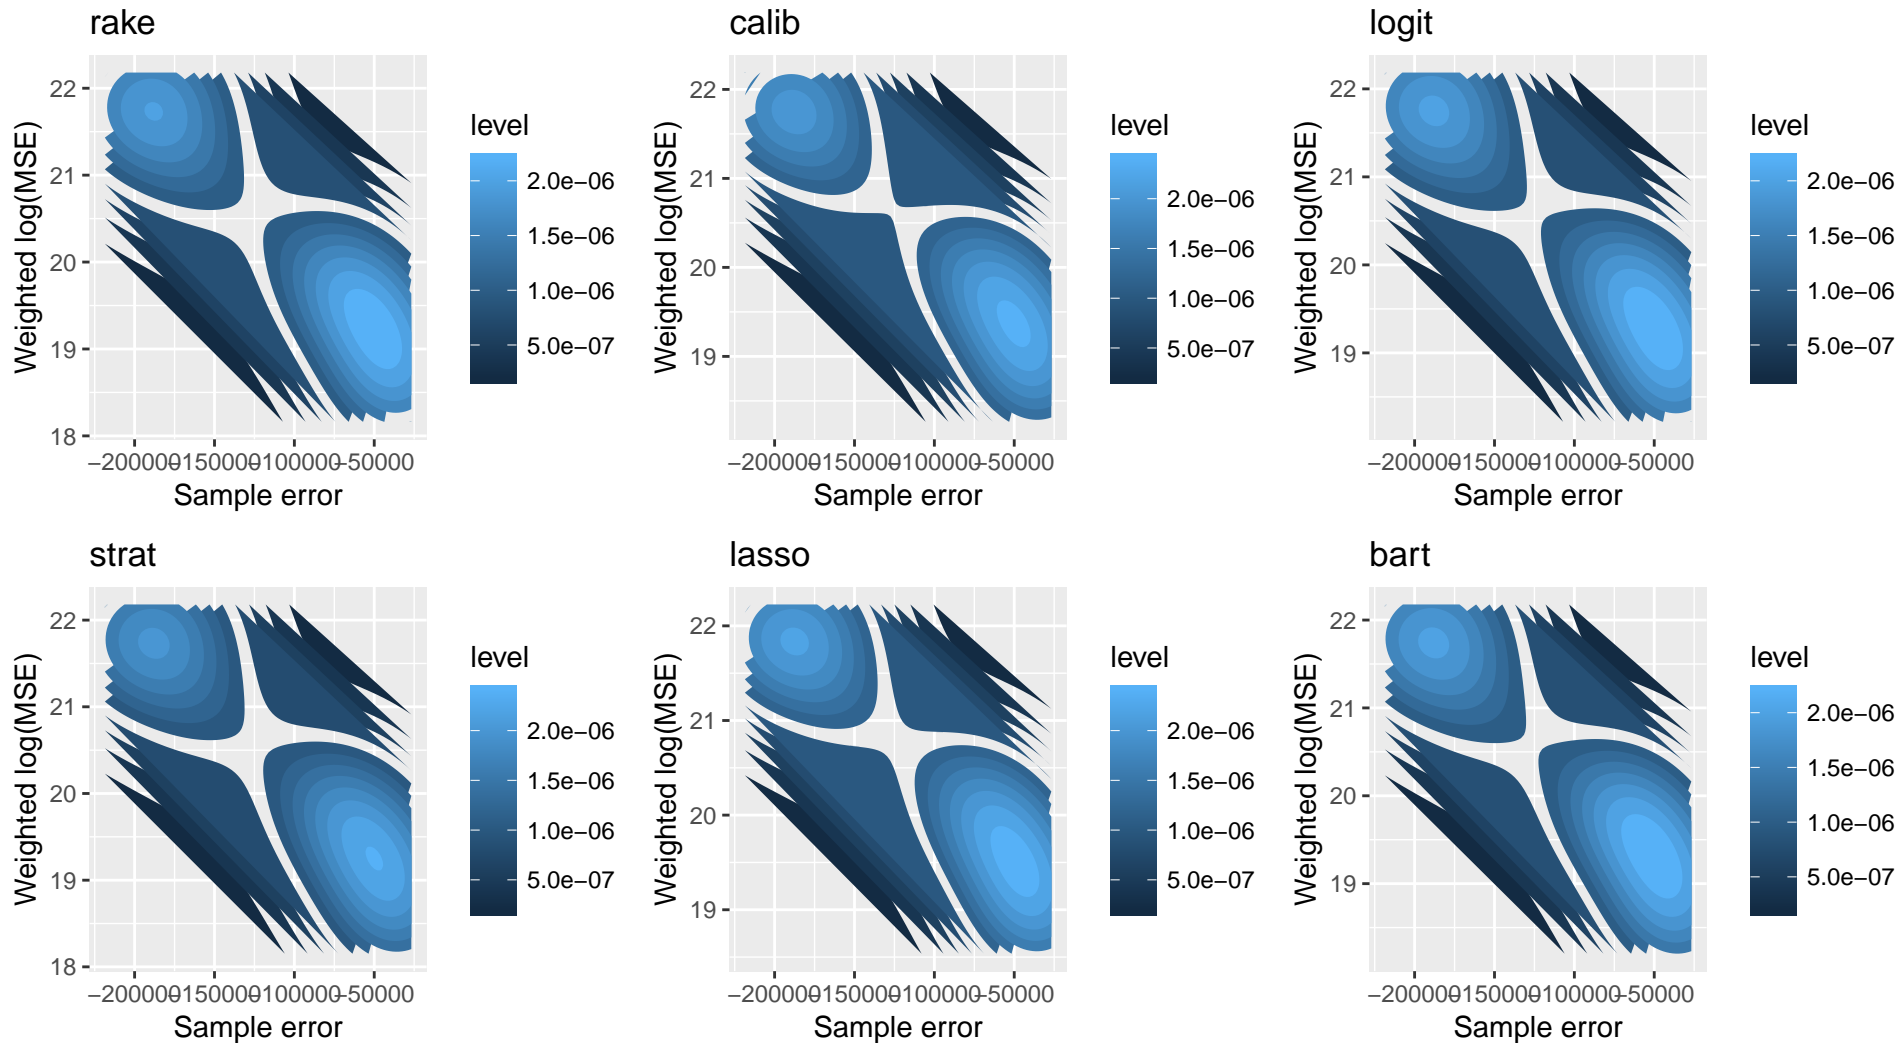 rake
Weighted log(MSE)
22
21
20
19
18
−200000
−150000
−100000
−50000
Sample error
level
2.0e−06
1.5e−06
1.0e−06
5.0e−07
calib
Weighted log(MSE)
22
21
20
19
−200000
−150000
−100000
−50000
Sample error
level
2.0e−06
1.0e−06
5.0e−07
logit
Weighted log(MSE)
22
21
20
19
−200000
−150000
−100000
−50000
Sample error
level
2.0e−06
1.5e−06
1.0e−06
5.0e−07
strat
Weighted log(MSE)
22
21
20
19
18
−200000
−150000
−100000
−50000
Sample error
level
2.0e−06
1.5e−06
1.0e−06
5.0e−07
lasso
Weighted log(MSE)
22
21
20
19
−200000
−150000
−100000
−50000
Sample error
level
2.0e−06
1.5e−06
1.0e−06
5.0e−07
bart
Weighted log(MSE)
22
21
20
19
−200000
−150000
−100000
−50000
Sample error
level
2.0e−06
1.5e−06
1.0e−06
5.0e−07